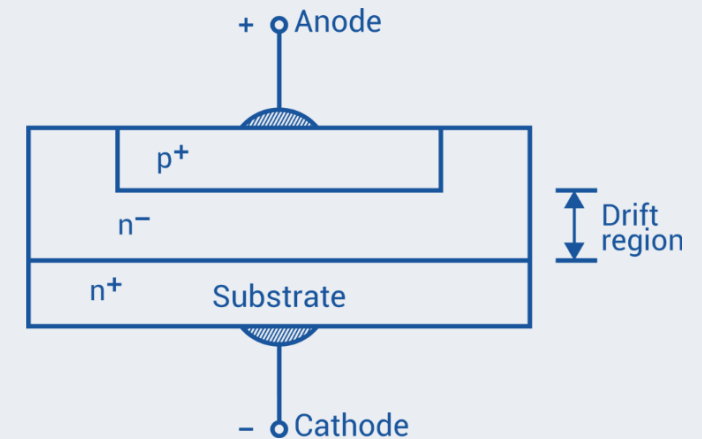 + Anode
p+
n−
Drift
region
n+
Substrate
− Cathode